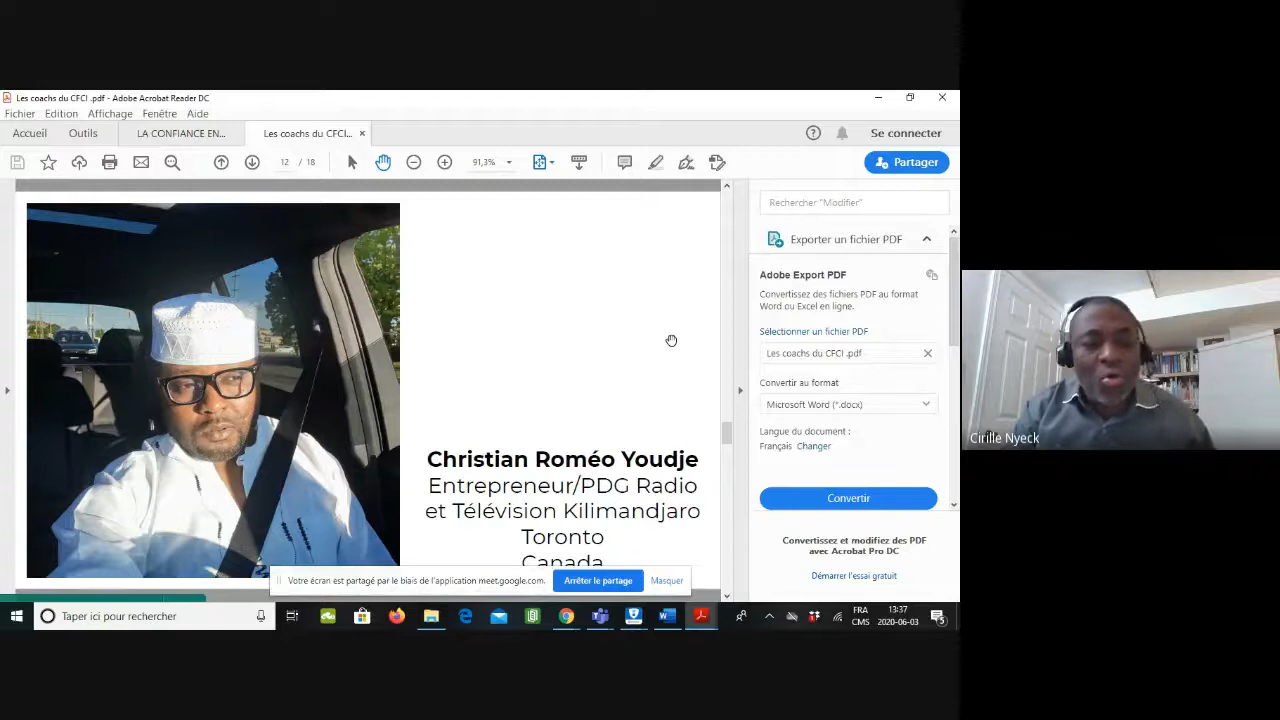 Les coachs du CFCI .pdf - Adobe Acrobat Reader DC
Fichier Edition Affichage Fenêtre Aide
Accueil Outils LA CONFIANCE EN... Les coachs du CFCI... Se connecter
12 / 18 91,3% Partager
Rechercher "Modifier"
Exporter un fichier PDF
Adobe Export PDF
Convertissez des fichiers PDF au format
Word ou Excel en ligne.
Sélectionner un fichier PDF
Les coachs du CFCI .pdf
Convertir au format
Microsoft Word (*.docx)
Langue du document :
Français Changer
Convertir
Convertissez et modifiez des PDF
avec Acrobat Pro DC
Démarrer l'essai gratuit
Christian Roméo Youdje
Entrepreneur/PDG Radio
et Télévision Kilimandjaro
Toronto
Canada
Votre écran est partagé par le biais de l'application meet.google.com. Arrêter le partage Masquer
Taper ici pour rechercher
FRA 13:37
CMS 2020-06-03
5
Cirille Nyeck